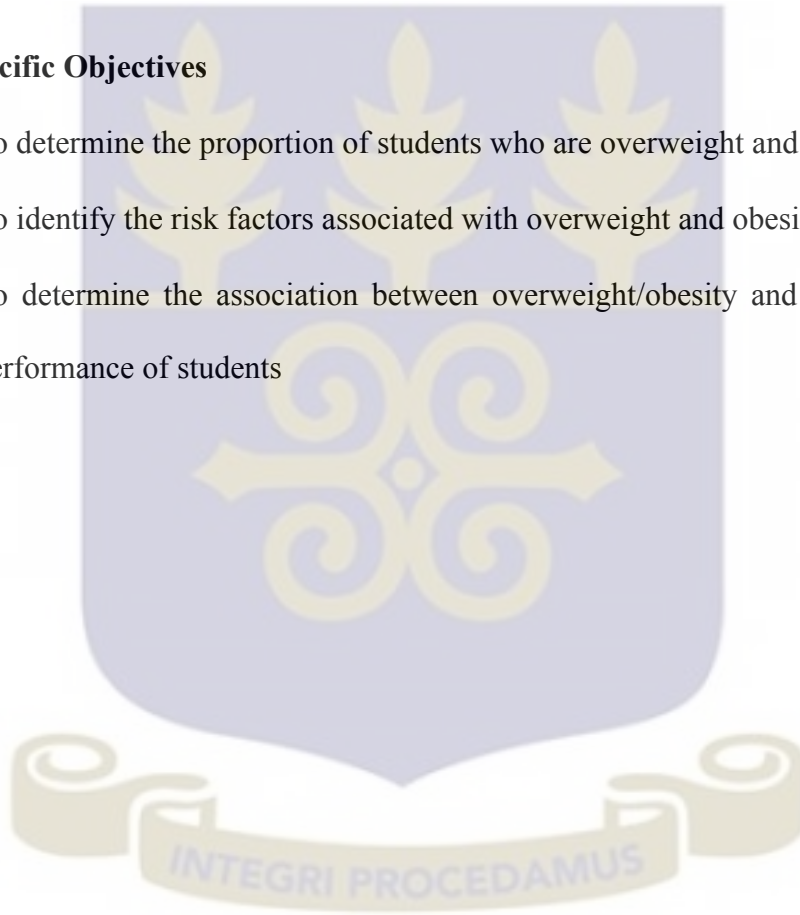 cific Objectives
o determine the proportion of students who are overweight and
o identify the risk factors associated with overweight and obesi
o determine the association between overweight/obesity and
erformance of students
INTEGRI PROCEDAMUS